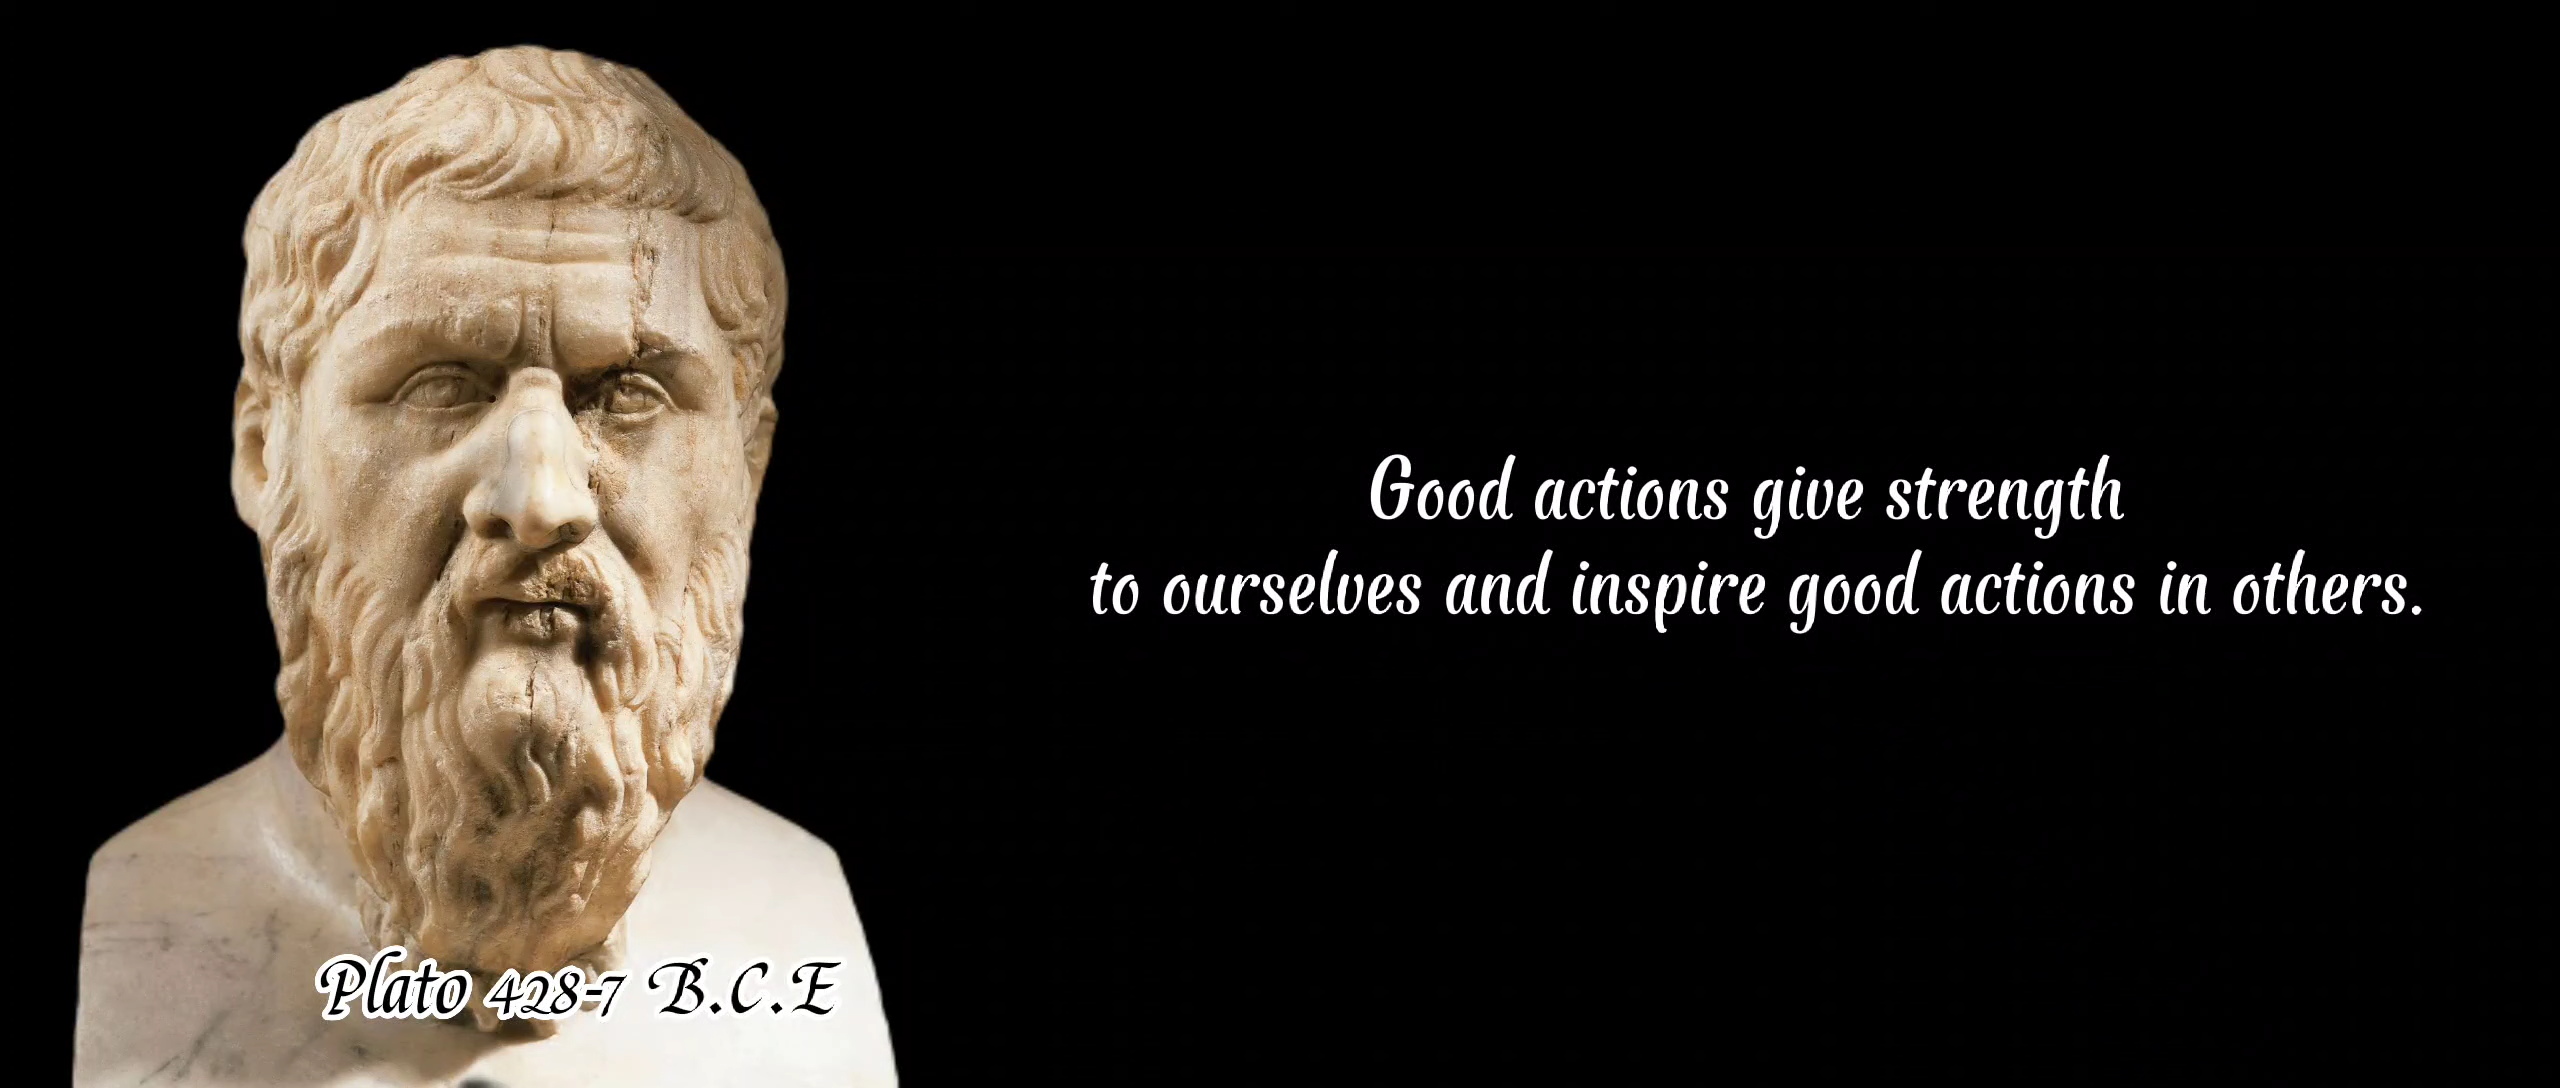 Good actions give strength
to ourselves and inspire good actions in others.
Plato 428-7 B.C.E